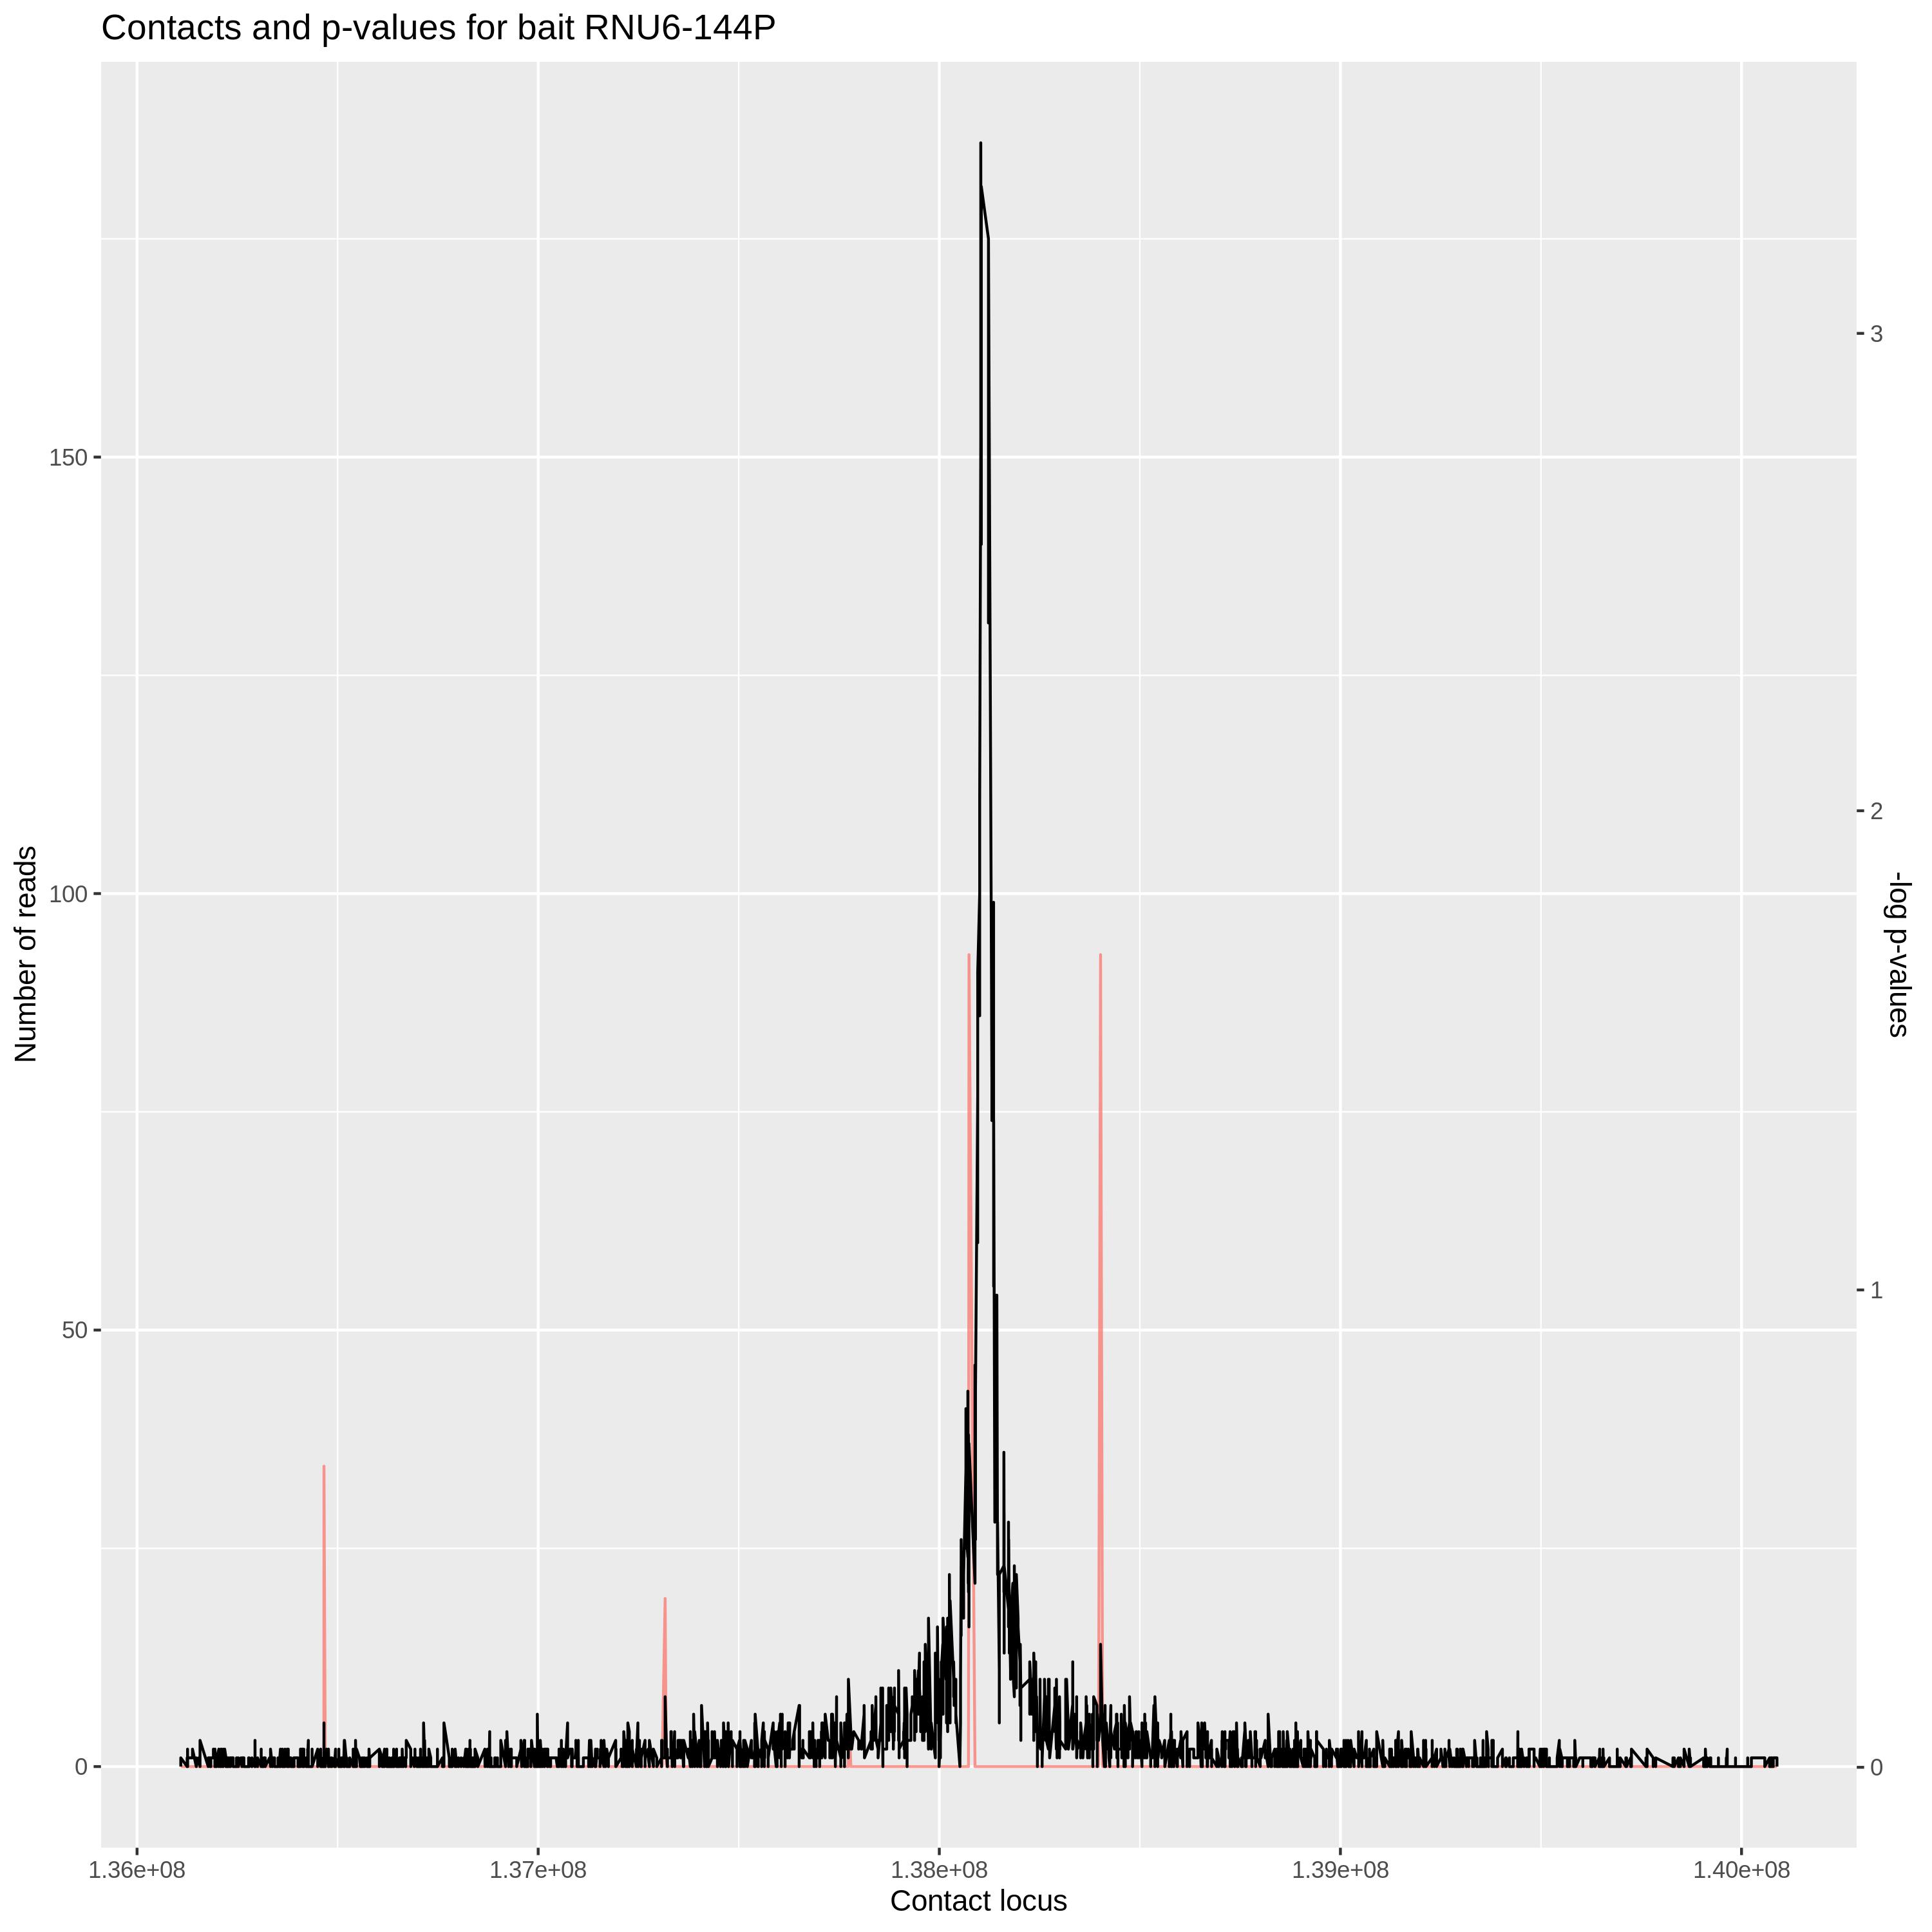 Contacts and p-values for bait RNU6-144P
Number of reads
150
100
50
0
3
2
1
0
-log p-values
1.36e+08
1.37e+08
1.38e+08
1.39e+08
1.40e+08
Contact locus